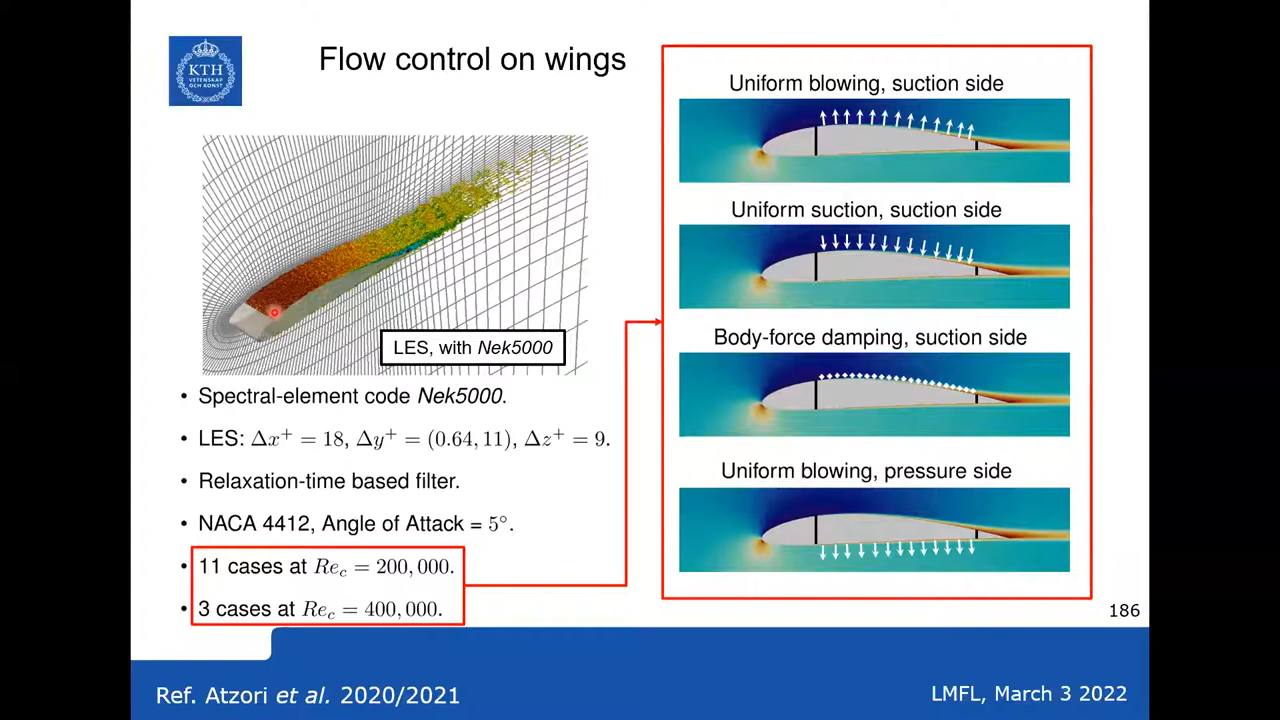 KTH
VETENSKAP
OCH KONST
Flow control on wings
LES, with Nek5000
• Spectral-element code Nek5000.
• LES: Δx⁺ = 18, Δy⁺ = (0.64, 11), Δz⁺ = 9.
• Relaxation-time based filter.
• NACA 4412, Angle of Attack = 5°.
• 11 cases at Re_c = 200,000.
• 3 cases at Re_c = 400,000.
Uniform blowing, suction side
Uniform suction, suction side
Body-force damping, suction side
Uniform blowing, pressure side
186
Ref. Atzori et al. 2020/2021
LMFL, March 3 2022